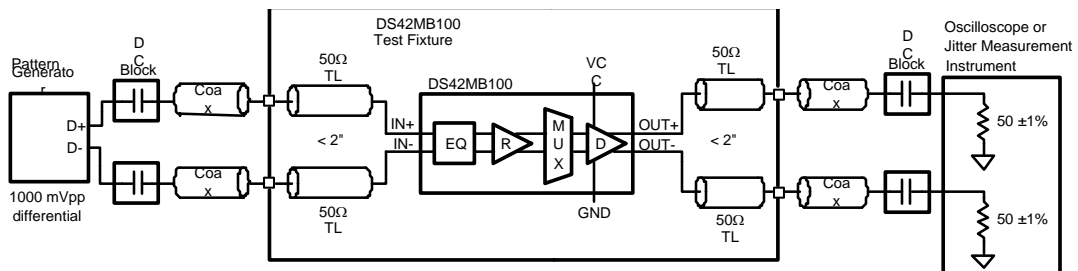 Pattern
Generato
r
D+
D-
1000 mVpp
differential
D
C
Block
Coa
x
Coa
x
DS42MB100
Test Fixture
50Ω
TL
< 2"
50Ω
TL
DS42MB100
IN+
IN-
EQ
R
M
U
X
D
VC
C
GND
OUT+
OUT-
50Ω
TL
< 2"
50Ω
TL
Coa
x
Coa
x
D
C
Block
Oscilloscope or
Jitter Measurement
Instrument
50 ±1%
50 ±1%